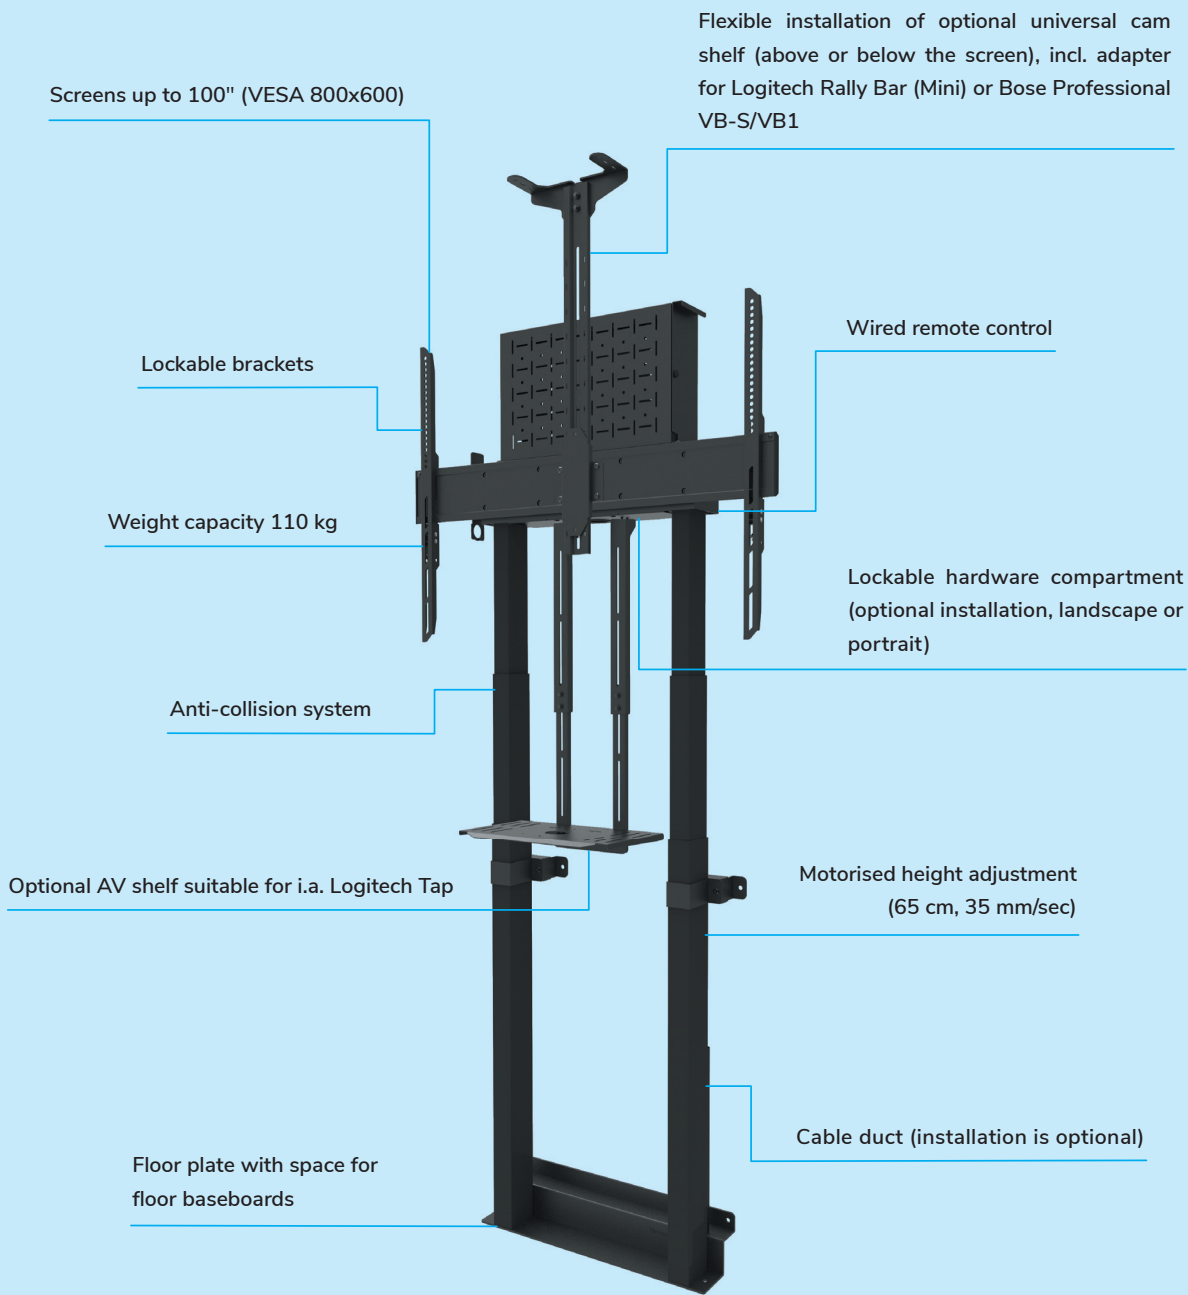 Flexible installation of optional universal cam
shelf (above or below the screen), incl. adapter
for Logitech Rally Bar (Mini) or Bose Professional
VB-S/VB1
Screens up to 100" (VESA 800x600)
Wired remote control
Lockable brackets
Weight capacity 110 kg
Lockable hardware compartment
(optional installation, landscape or
portrait)
Anti-collision system
Optional AV shelf suitable for i.a. Logitech Tap
Motorised height adjustment
(65 cm, 35 mm/sec)
Cable duct (installation is optional)
Floor plate with space for
floor baseboards